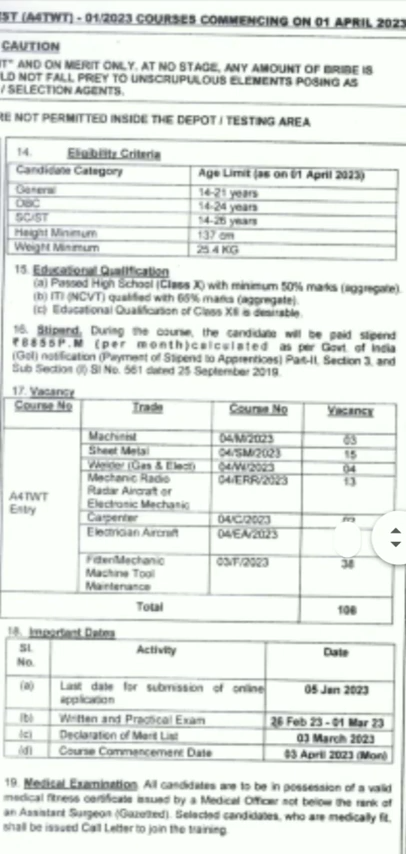 ST (A4TWT) - 01/2023 COURSES COMMENCING ON 01 APRIL 2023
CAUTION
IT" AND ON MERIT ONLY. AT NO STAGE, ANY AMOUNT OF BRIBE IS
LD NOT FALL PREY TO UNSCRUPULOUS ELEMENTS POSING AS
/ SELECTION AGENTS.
RE NOT PERMITTED INSIDE THE DEPOT / TESTING AREA
14. Eligibility Criteria
Candidate Category Age Limit (as on 01 April 2023)
General 14-21 years
OBC 14-24 years
SC/ST 14-26 years
Height Minimum 137 cm
Weight Minimum 25.4 KG
15. Educational Qualification
(a) Passed High School (Class X) with minimum 50% marks (aggregate).
(b) ITI (NCVT) qualified with 65% marks (aggregate).
(c) Educational Qualification of Class XII is desirable.
16. Stipend. During the course, the candidate will be paid stipend
₹8855P.M (per month)calculated as per Govt. of India
(GoI) notification (Payment of Stipend to Apprentices) Part-II, Section 3, and
Sub Section (i) Sl No. 561 dated 25 September 2019.
17. Vacancy
Course No Trade Course No Vacancy
A4TWT Entry
Machinist 04/M/2023 03
Sheet Metal 04/SM/2023 15
Welder (Gas & Elect) 04/W/2023 04
Mechanic Radio 04/ERR/2023 13
Radar Aircraft or
Electronic Mechanic
Carpenter 04/C/2023
Electrician Aircraft 04/EA/2023
Fitter/Mechanic 03/F/2023 38
Machine Tool
Maintenance
Total 106
18. Important Dates
Sl. No. Activity Date
(a) Last date for submission of online 05 Jan 2023
application
(b) Written and Practical Exam 26 Feb 23 - 01 Mar 23
(c) Declaration of Merit List 03 March 2023
(d) Course Commencement Date 03 April 2023 (Mon)
19. Medical Examination. All candidates are to be in possession of a valid
medical fitness certificate issued by a Medical Officer not below the rank of
an Assistant Surgeon (Gazetted). Selected candidates, who are medically fit,
shall be issued Call Letter to join the training.